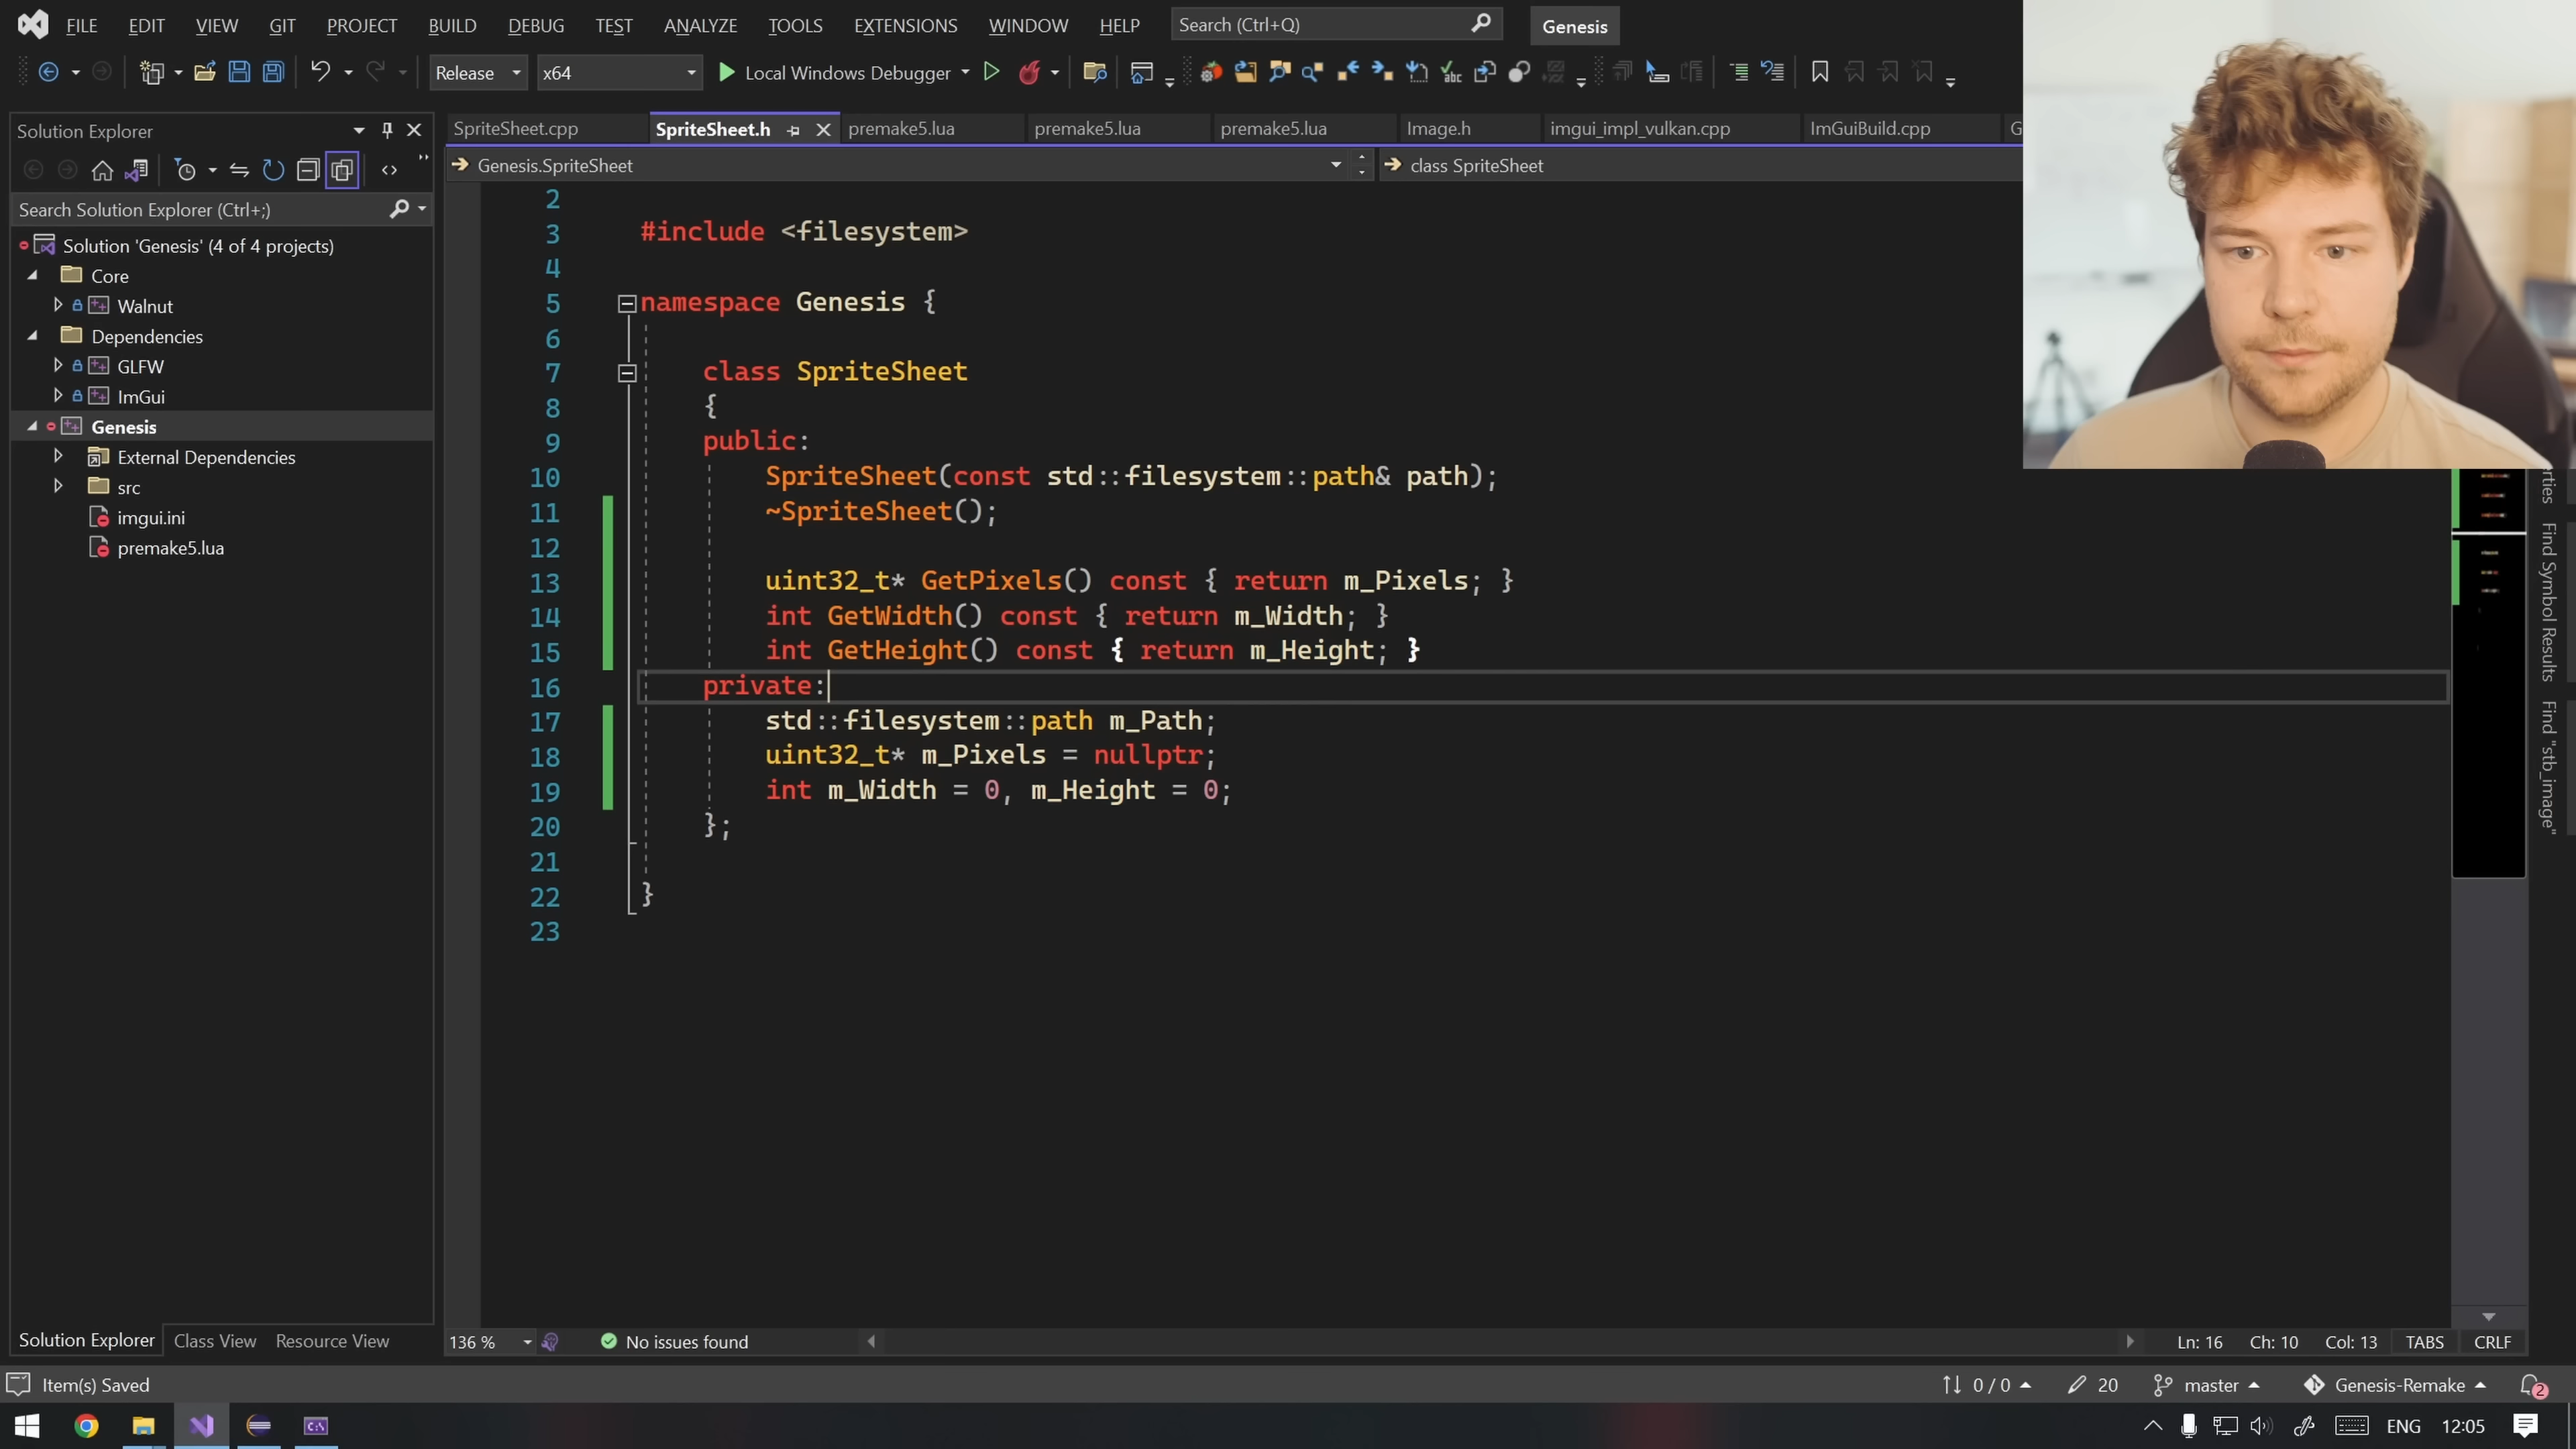 FILE EDIT VIEW GIT PROJECT BUILD DEBUG TEST ANALYZE TOOLS EXTENSIONS WINDOW HELP Search (Ctrl+Q) Genesis
Release x64 Local Windows Debugger
Solution Explorer
Search Solution Explorer (Ctrl+;)
Solution 'Genesis' (4 of 4 projects)
Core
Walnut
Dependencies
GLFW
ImGui
Genesis
External Dependencies
src
imgui.ini
premake5.lua
Solution Explorer Class View Resource View
SpriteSheet.cpp SpriteSheet.h premake5.lua premake5.lua premake5.lua Image.h imgui_impl_vulkan.cpp ImGuiBuild.cpp G
Genesis.SpriteSheet class SpriteSheet
2
3 #include <filesystem>
4
5 namespace Genesis {
6
7 class SpriteSheet
8 {
9 public:
10 SpriteSheet(const std::filesystem::path& path);
11 ~SpriteSheet();
12
13 uint32_t* GetPixels() const { return m_Pixels; }
14 int GetWidth() const { return m_Width; }
15 int GetHeight() const { return m_Height; }
16 private:
17 std::filesystem::path m_Path;
18 uint32_t* m_Pixels = nullptr;
19 int m_Width = 0, m_Height = 0;
20 };
21
22 }
23
rties
Find Symbol Results
Find "stb_image"
136 % No issues found Ln: 16 Ch: 10 Col: 13 TABS CRLF
Item(s) Saved 0 / 0 20 master Genesis-Remake 2
ENG 12:05